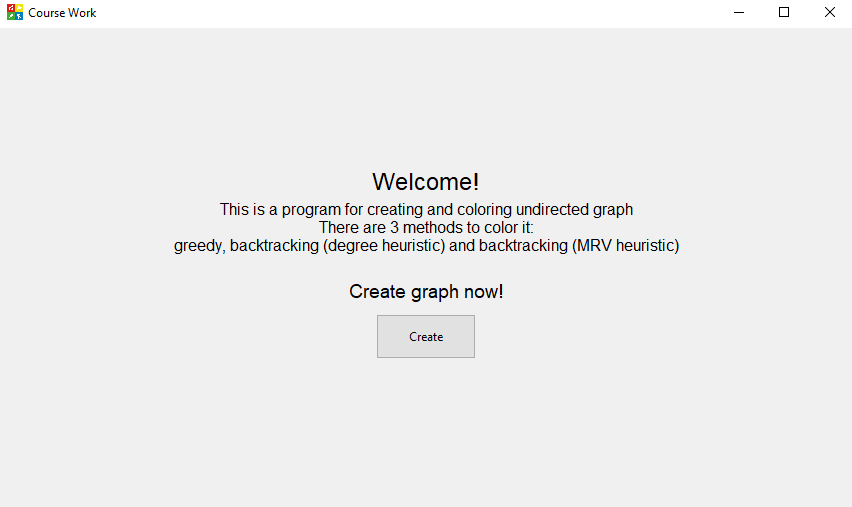 Course Work
Welcome!
This is a program for creating and coloring undirected graph
There are 3 methods to color it:
greedy, backtracking (degree heuristic) and backtracking (MRV heuristic)
Create graph now!
Create